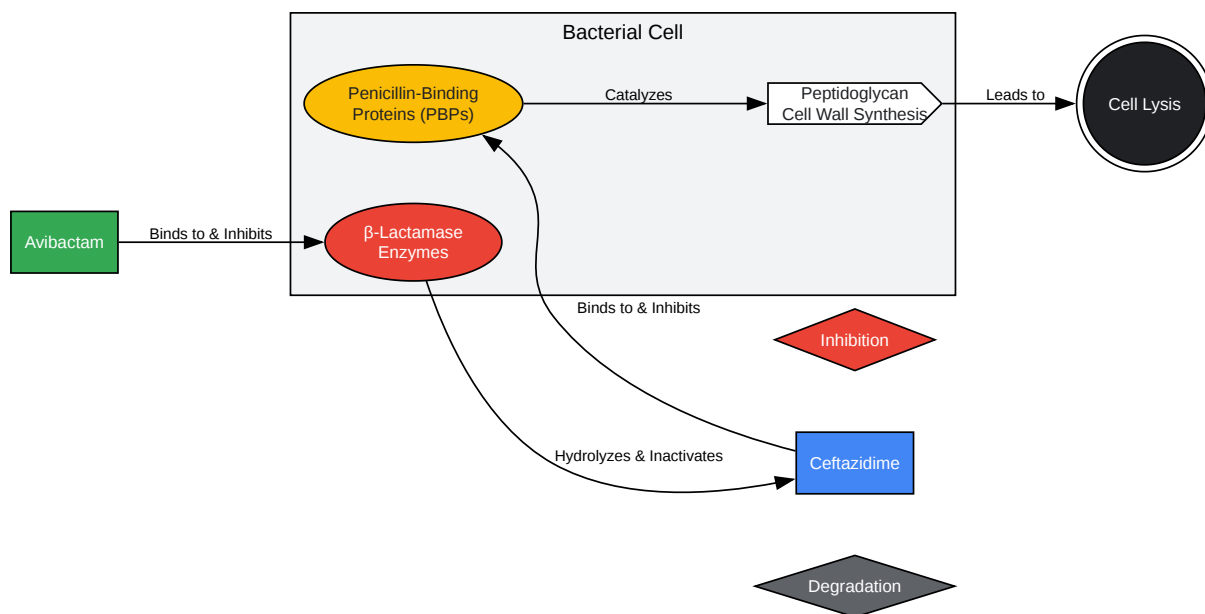 Bacterial Cell
Penicillin-Binding
Proteins (PBPs)
Catalyzes
Peptidoglycan
Cell Wall Synthesis
Leads to
Cell Lysis
Avibactam
Binds to & Inhibits
β-Lactamase
Enzymes
Binds to & Inhibits
Inhibition
Hydrolyzes & Inactivates
Ceftazidime
Degradation